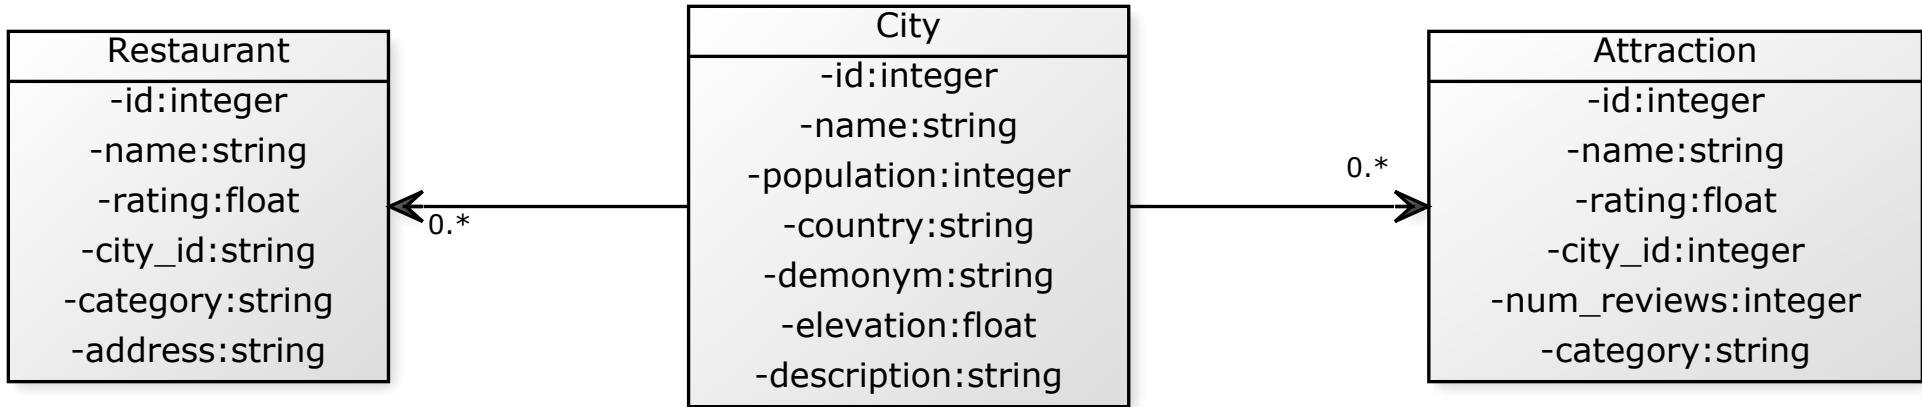 Restaurant
-id:integer
-name:string
-rating:float
-city_id:string
-category:string
-address:string
0.*
City
-id:integer
-name:string
-population:integer
-country:string
-demonym:string
-elevation:float
-description:string
0.*
Attraction
-id:integer
-name:string
-rating:float
-city_id:integer
-num_reviews:integer
-category:string